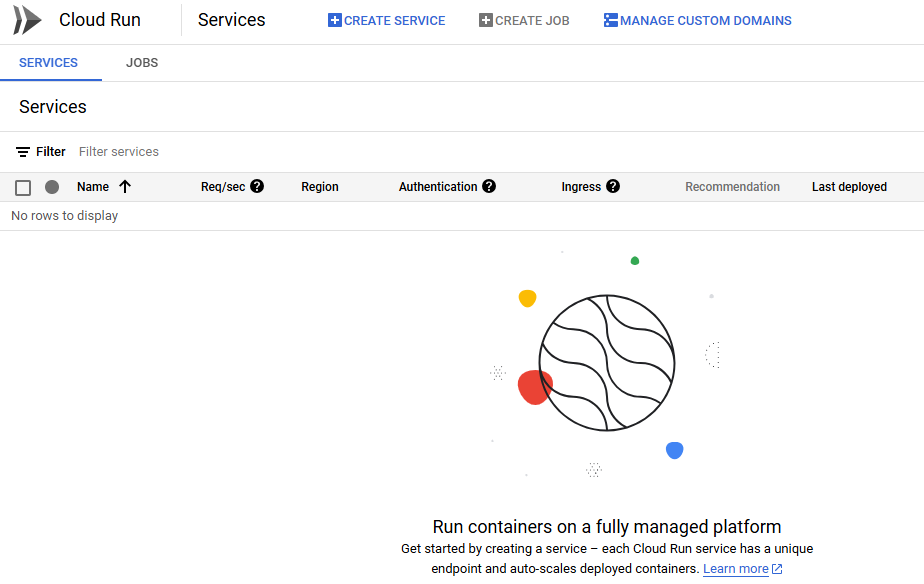 Cloud Run Services CREATE SERVICE CREATE JOB MANAGE CUSTOM DOMAINS
SERVICES JOBS
Services
Filter Filter services
Name Req/sec Region Authentication Ingress Recommendation Last deployed
No rows to display
Run containers on a fully managed platform
Get started by creating a service – each Cloud Run service has a unique
endpoint and auto-scales deployed containers. Learn more